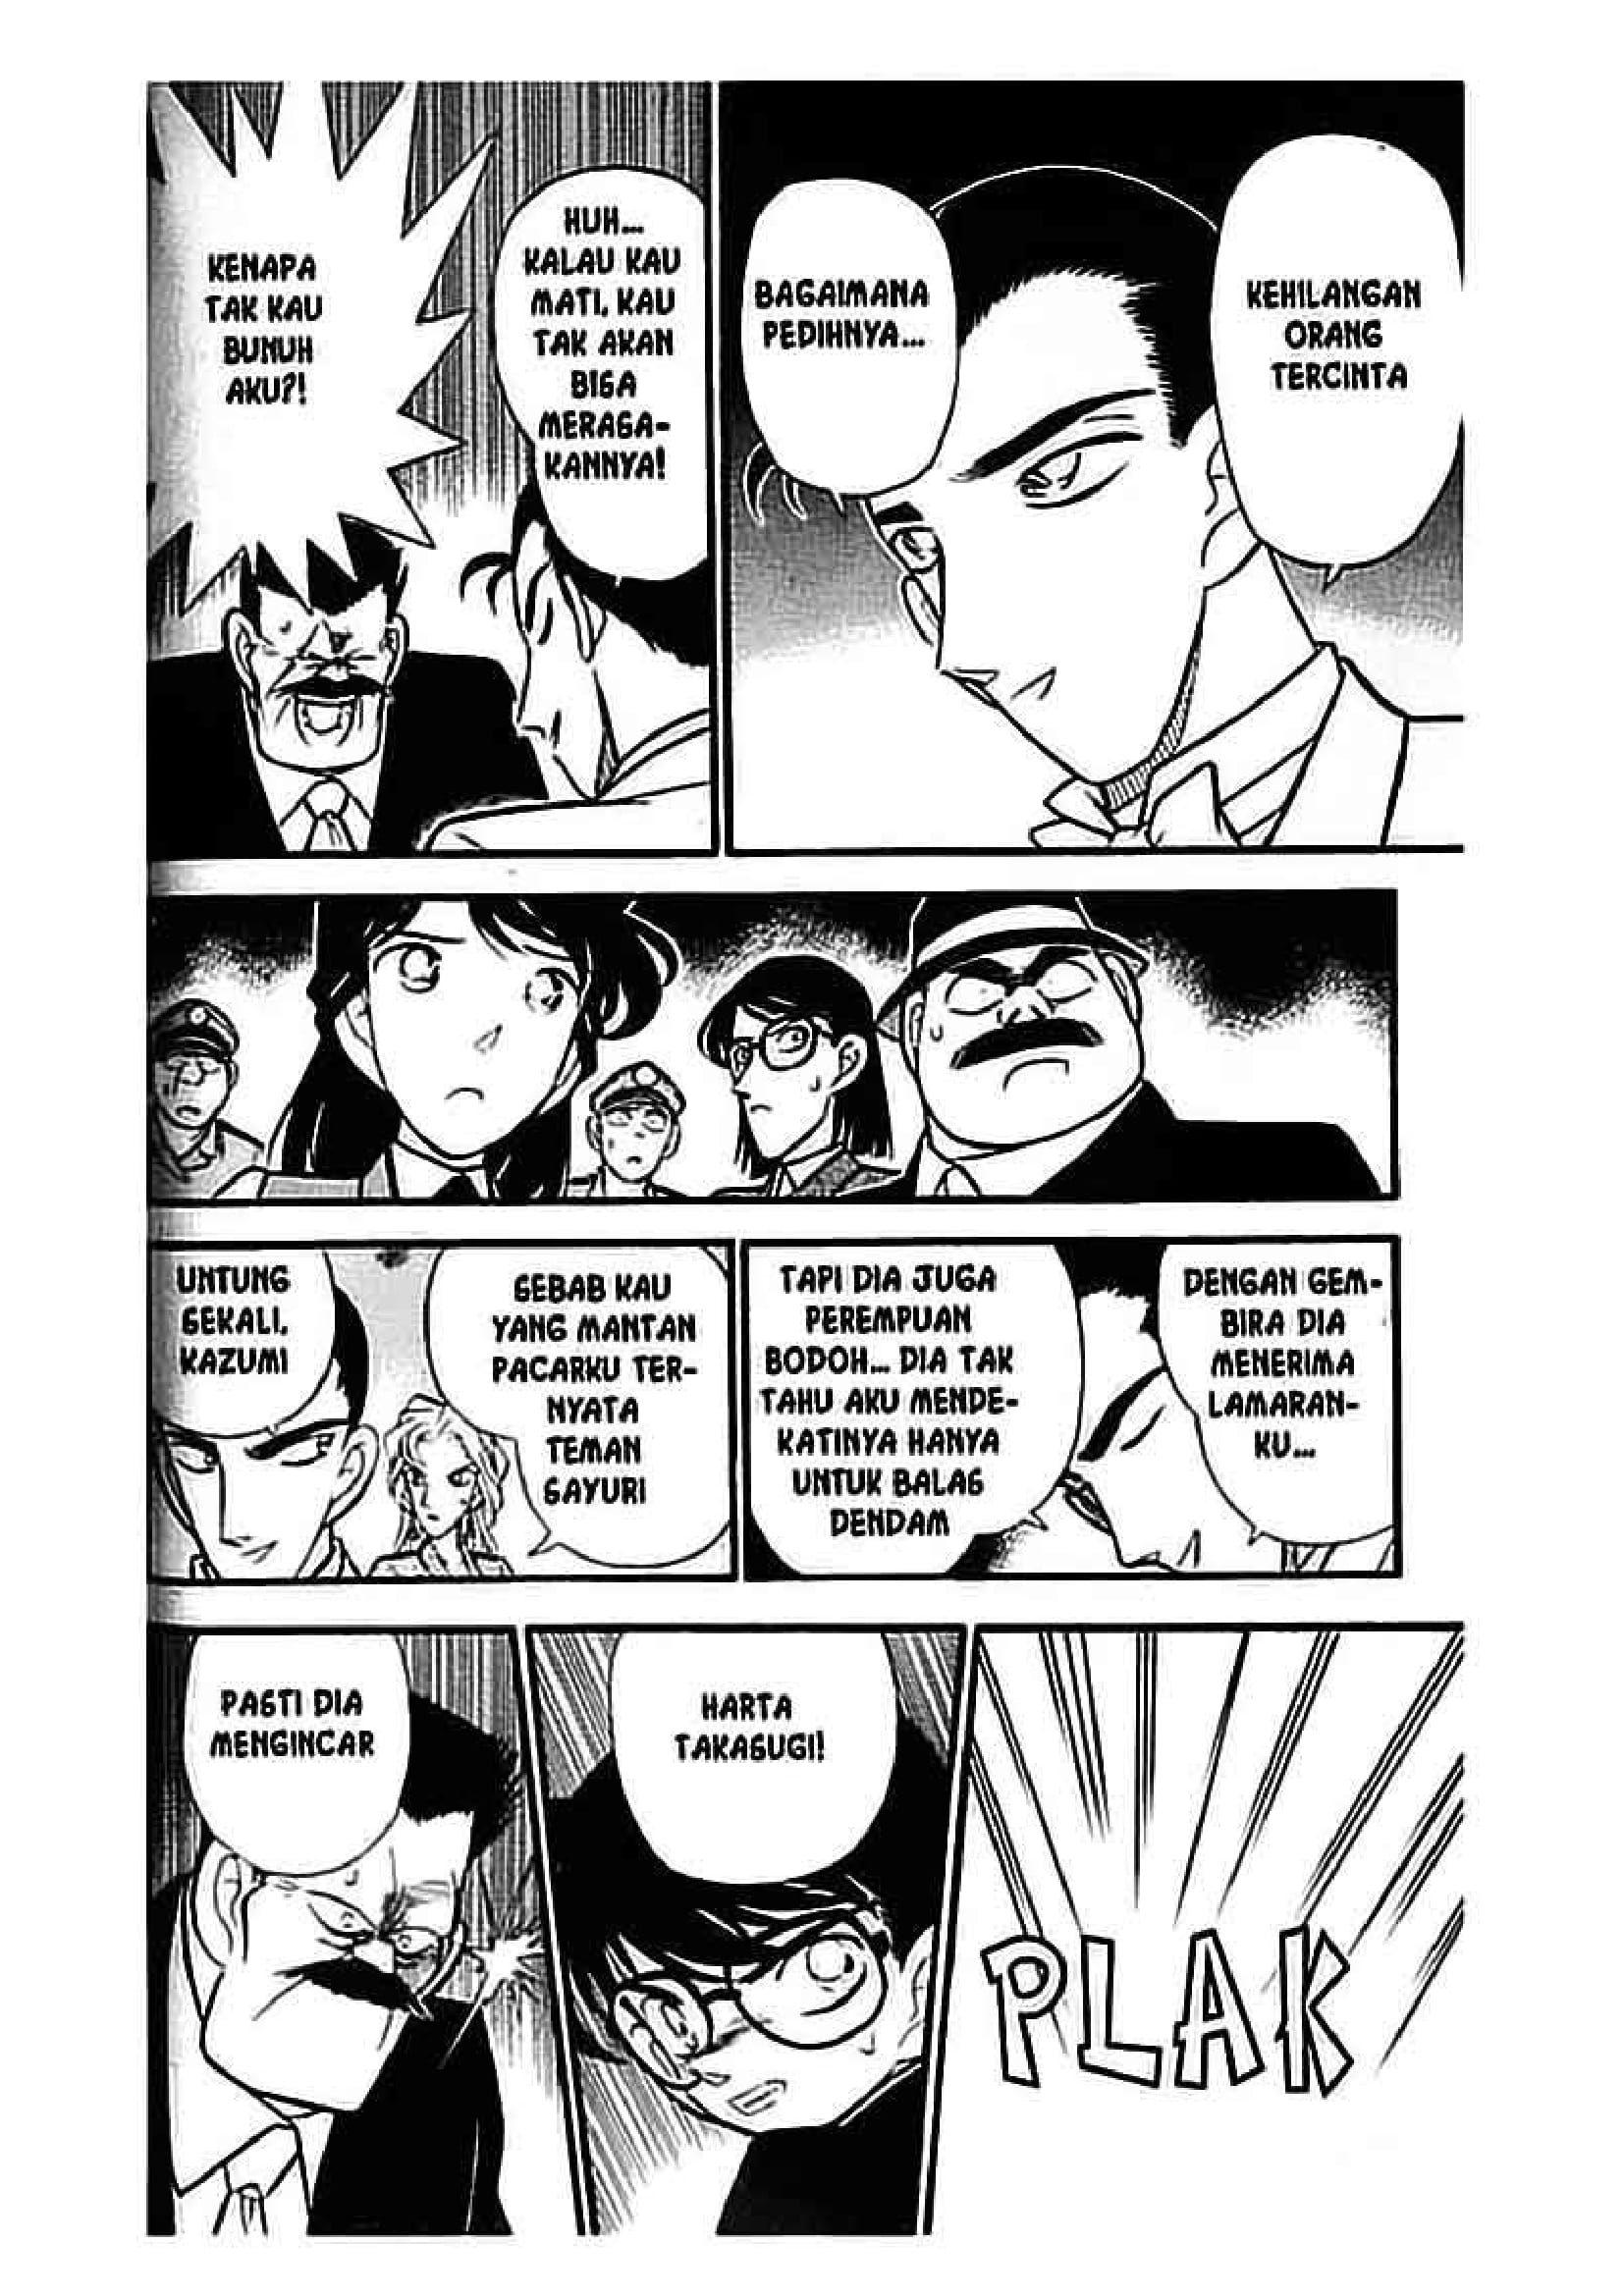 KEHILANGAN
ORANG
TERCINTA
BAGAIMANA
PEDIHNYA...
HUH...
KALAU KAU
MATI, KAU
TAK AKAN
BISA
MERASA-
KANNYA!
KENAPA
TAK KAU
BUNUH
AKU?!
DENGAN GEM-
BIRA DIA
MENERIMA
LAMARAN-
KU...
TAPI DIA JUGA
PEREMPUAN
BODOH... DIA TAK
TAHU AKU MENDE-
KATINYA HANYA
UNTUK BALAS
DENDAM
SEBAB KAU
YANG MANTAN
PACARKU TER-
NYATA
TEMAN
SAYURI
UNTUNG
SEKALI,
KAZUMI
PLAK
HARTA
TAKASUGI!
PASTI DIA
MENGINCAR